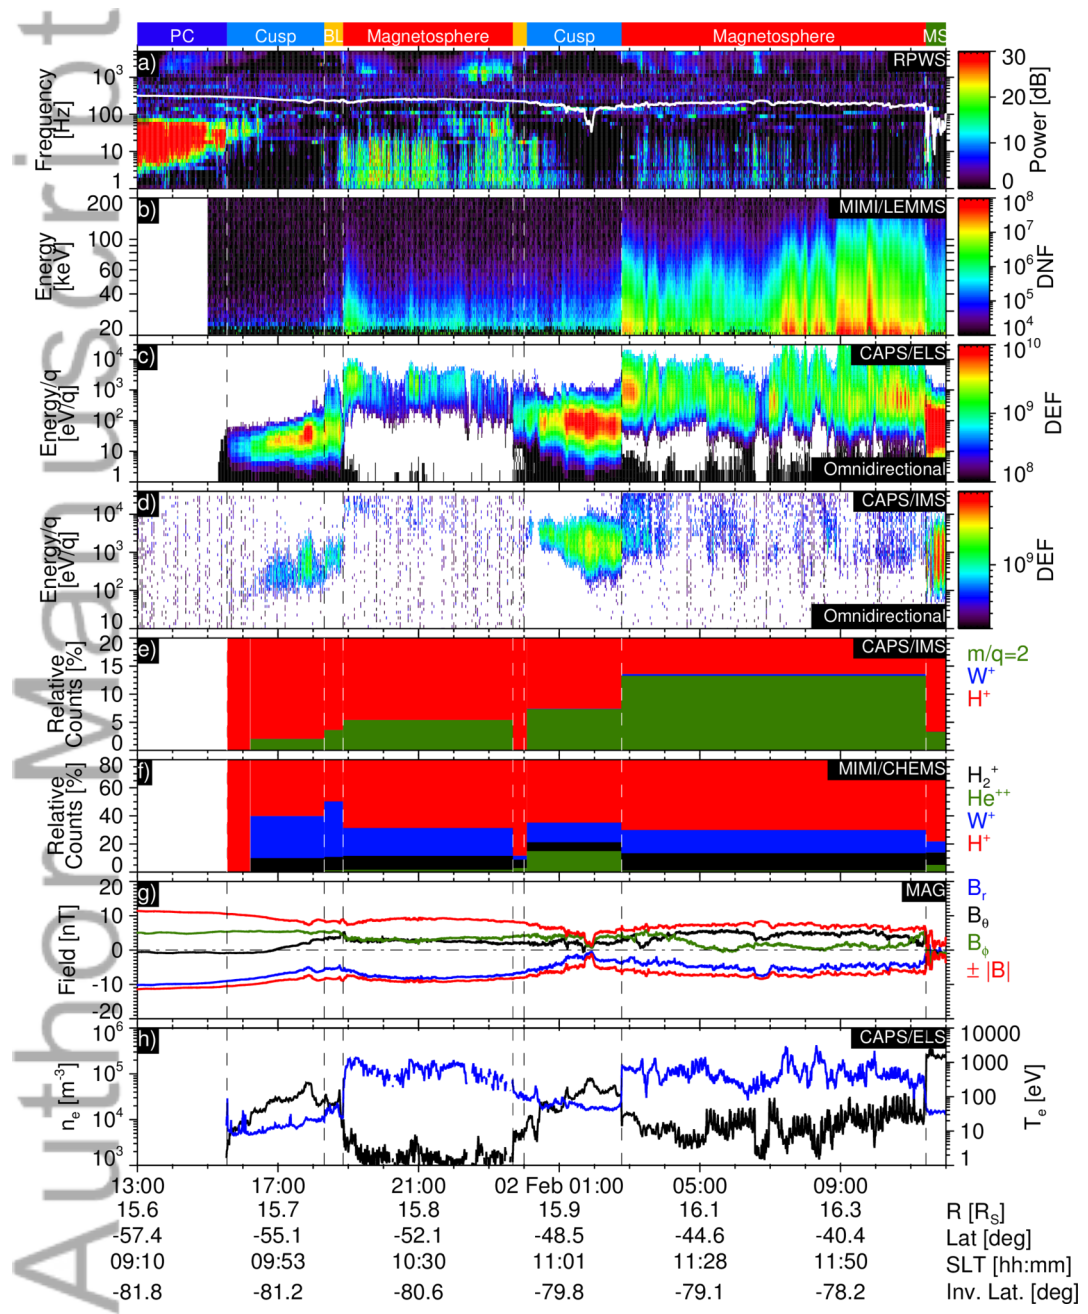 Author Manuscript
PC Cusp BL Magnetosphere Cusp Magnetosphere MS
a) RPWS
Frequency [Hz]
10³
100
10
1
30
20
10
0
Power [dB]
b) MIMI/LEMMS
Energy [keV]
200
100
60
40
20
10⁸
10⁷
10⁶
10⁵
10⁴
DNF
c) CAPS/ELS
Energy/q [eV/q]
10⁴
10³
10²
10
1
Omnidirectional
10¹⁰
10⁹
10⁸
DEF
d) CAPS/IMS
Energy/q [eV/q]
10⁴
10³
10²
10
Omnidirectional
10⁹
DEF
e) CAPS/IMS
Relative Counts [%]
20
15
10
5
0
m/q=2
W⁺
H⁺
f) MIMI/CHEMS
Relative Counts [%]
80
60
40
20
0
H₂⁺
He⁺⁺
W⁺
H⁺
g) MAG
Field [nT]
20
10
0
-10
-20
Bᵣ
B_θ
B_ϕ
± |B|
h) CAPS/ELS
nₑ [m⁻³]
10⁶
10⁵
10⁴
10³
10000
1000
100
10
1
Tₑ [eV]
13:00 17:00 21:00 02 Feb 01:00 05:00 09:00
15.6 15.7 15.8 15.9 16.1 16.3 R [R_S]
-57.4 -55.1 -52.1 -48.5 -44.6 -40.4 Lat [deg]
09:10 09:53 10:30 11:01 11:28 11:50 SLT [hh:mm]
-81.8 -81.2 -80.6 -79.8 -79.1 -78.2 Inv. Lat. [deg]